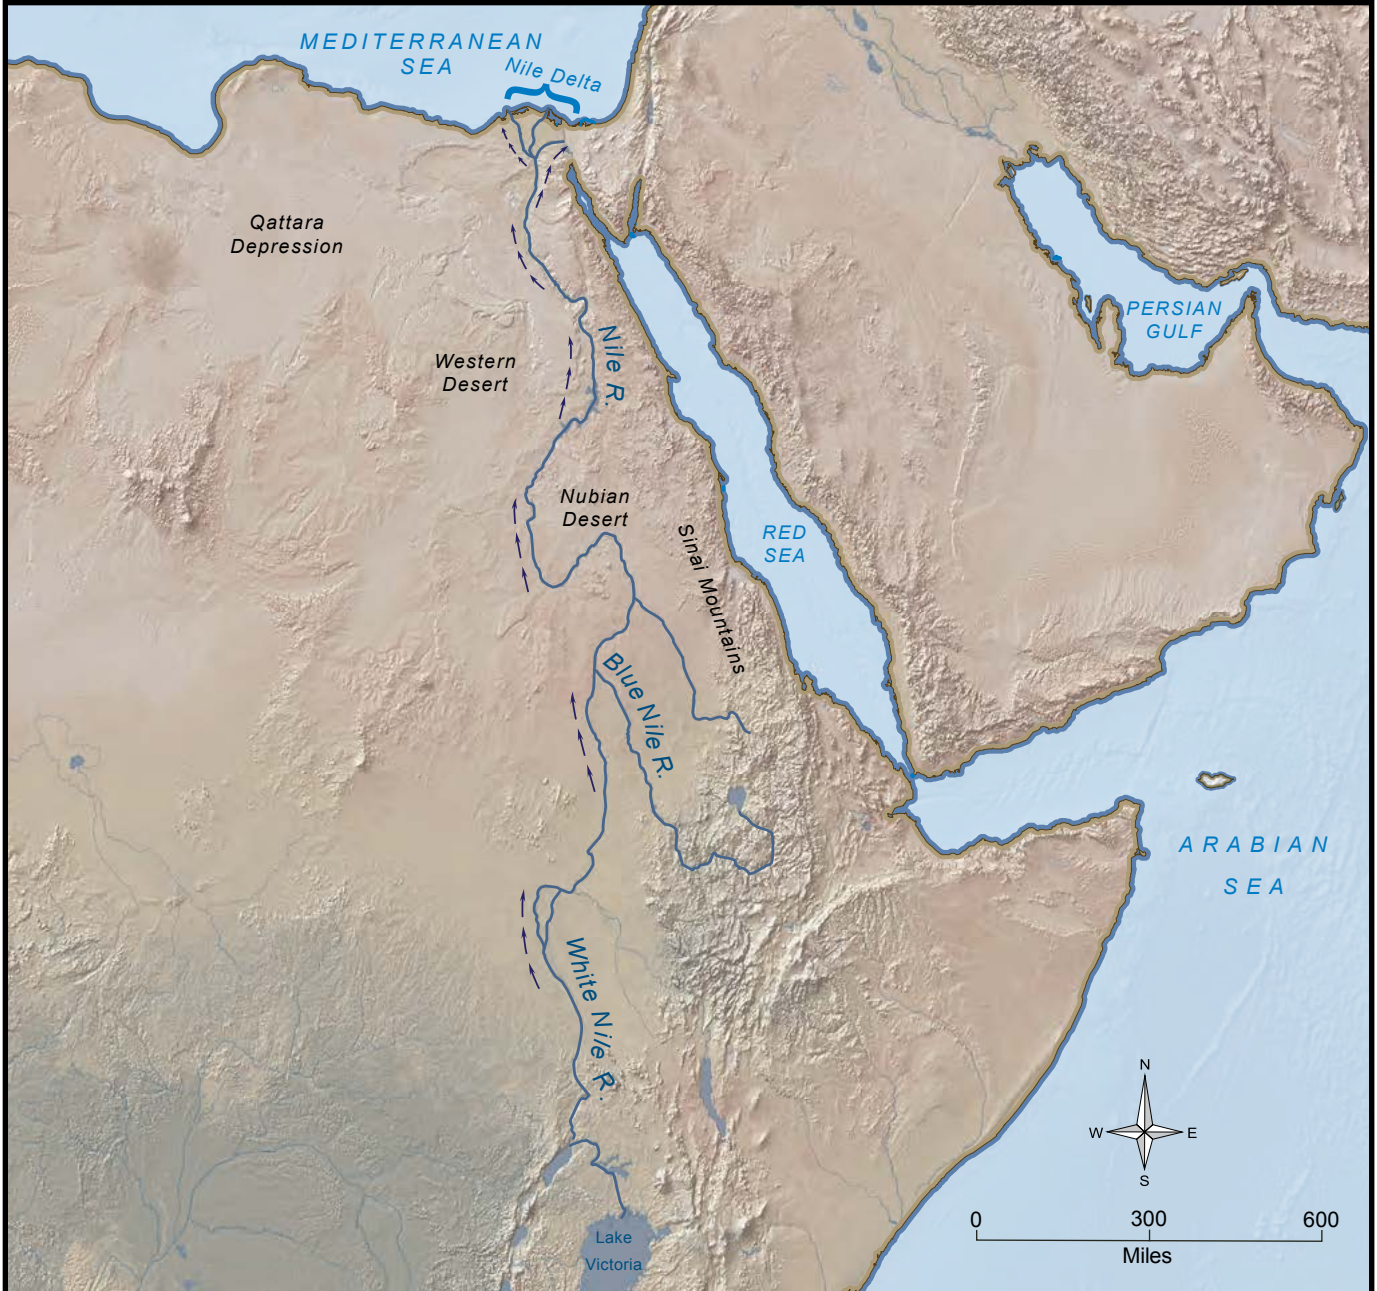 MEDITERRANEAN
SEA
Nile Delta
Qattara
Depression
Nile R.
PERSIAN
GULF
Western
Desert
Nubian
Desert
Sinai Mountains
RED
SEA
Blue Nile R.
ARABIAN
SEA
White Nile R.
N
W
E
S
0
300
600
Miles
Lake
Victoria